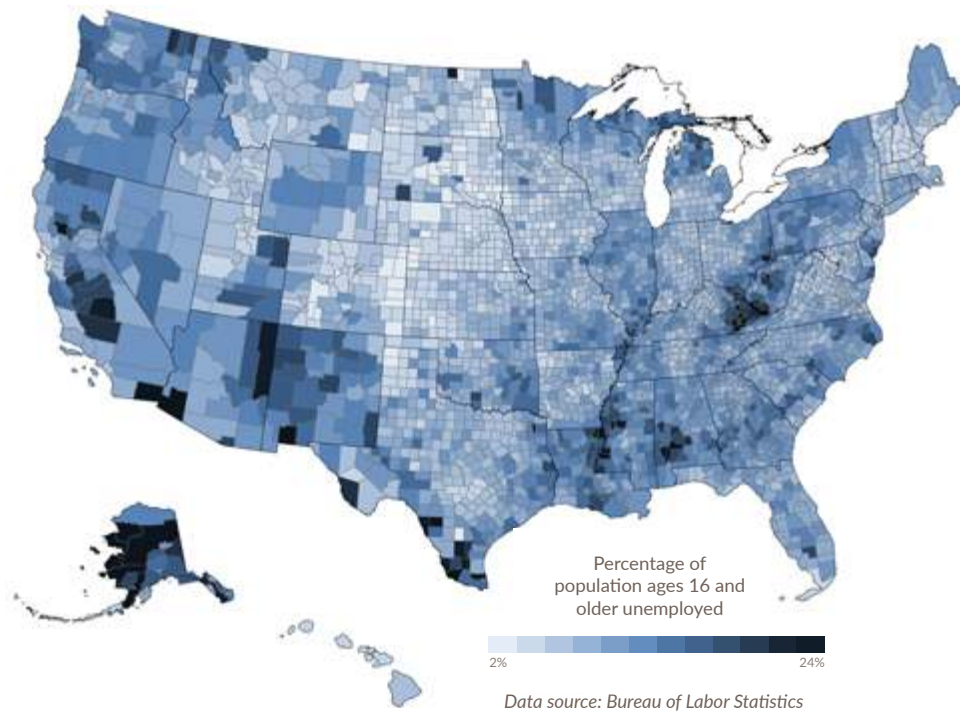 Percentage of
population ages 16 and
older unemployed
2%
24%
Data source: Bureau of Labor Statistics